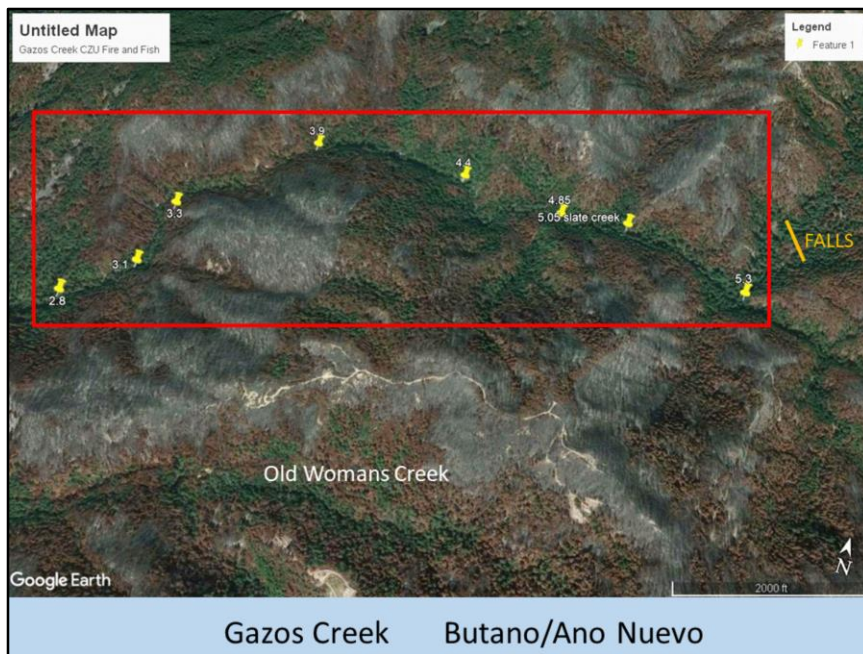 Untitled Map
Gazos Creek CZU Fire and Fish
Legend
Feature 1
3.9
4.4
3.3
4.85
5.05 slate creek
FALLS
3.1
2.8
5.3
Old Womans Creek
N
Google Earth
2000 ft
Gazos Creek Butano/Ano Nuevo